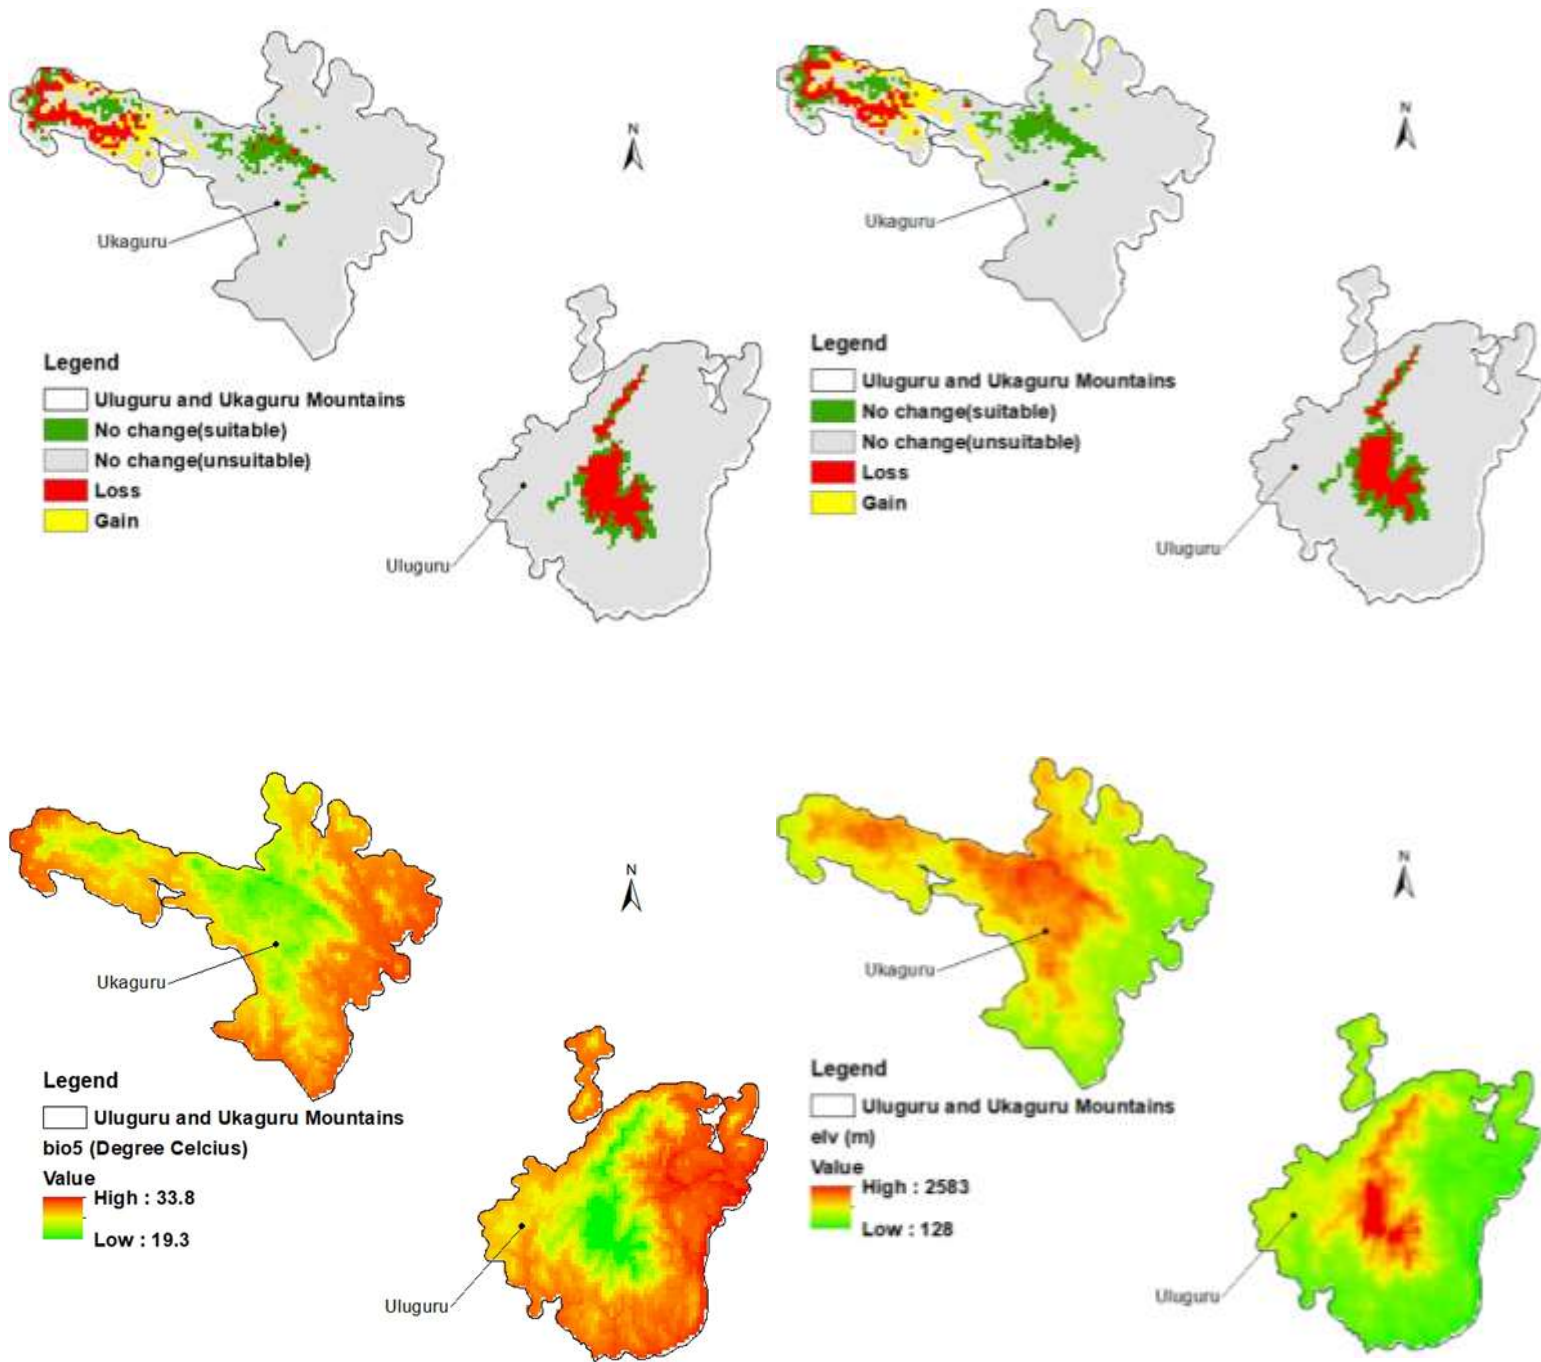 N
Ukaguru
Legend
Uluguru and Ukaguru Mountains
No change(suitable)
No change(unsuitable)
Loss
Gain
Uluguru
N
Ukaguru
Legend
Uluguru and Ukaguru Mountains
No change(suitable)
No change(unsuitable)
Loss
Gain
Uluguru
N
Ukaguru
Legend
Uluguru and Ukaguru Mountains
bio5 (Degree Celcius)
Value
High : 33.8
Low : 19.3
Uluguru
N
Ukaguru
Legend
Uluguru and Ukaguru Mountains
elv (m)
Value
High : 2583
Low : 128
Uluguru